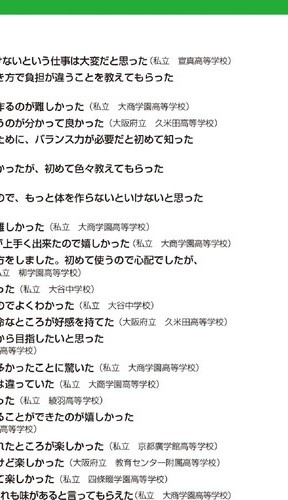 けないという仕事は大変だと思った（私立　宣真高等学校）
き方で負担が違うことを教えてもらった
作るのが難しかった（私立　大商学園高等学校）
うのが分かって良かった（大阪府立　久米田高等学校）
ために、バランス力が必要だと初めて知った
かったが、初めて色々教えてもらった
ので、もっと体を作らないといけないと思った
難しかった（私立　大商学園高等学校）
が上手く出来たので嬉しかった（私立　大商学園高等学校）
方をしました。初めて使うので心配でしたが、
私立　柳学園高等学校）
った（私立　大谷中学校）
のでよくわかった（私立　大谷中学校）
命なところが好感を持てた（大阪府立　久米田高等学校）
から目指したいと思った
高等学校）
多かったことに驚いた（私立　大商学園高等学校）
は違っていた（私立　大商学園高等学校）
った（私立　綾羽高等学校）
ることができたのが嬉しかった
高等学校）
れたところが楽しかった（私立　京都廣学館高等学校）
けど楽しかった（大阪府立　教育センター附属高等学校）
て楽しかった（私立　四條畷学園高等学校）
れも味があると言ってもらえた（私立　大商学園高等学校）